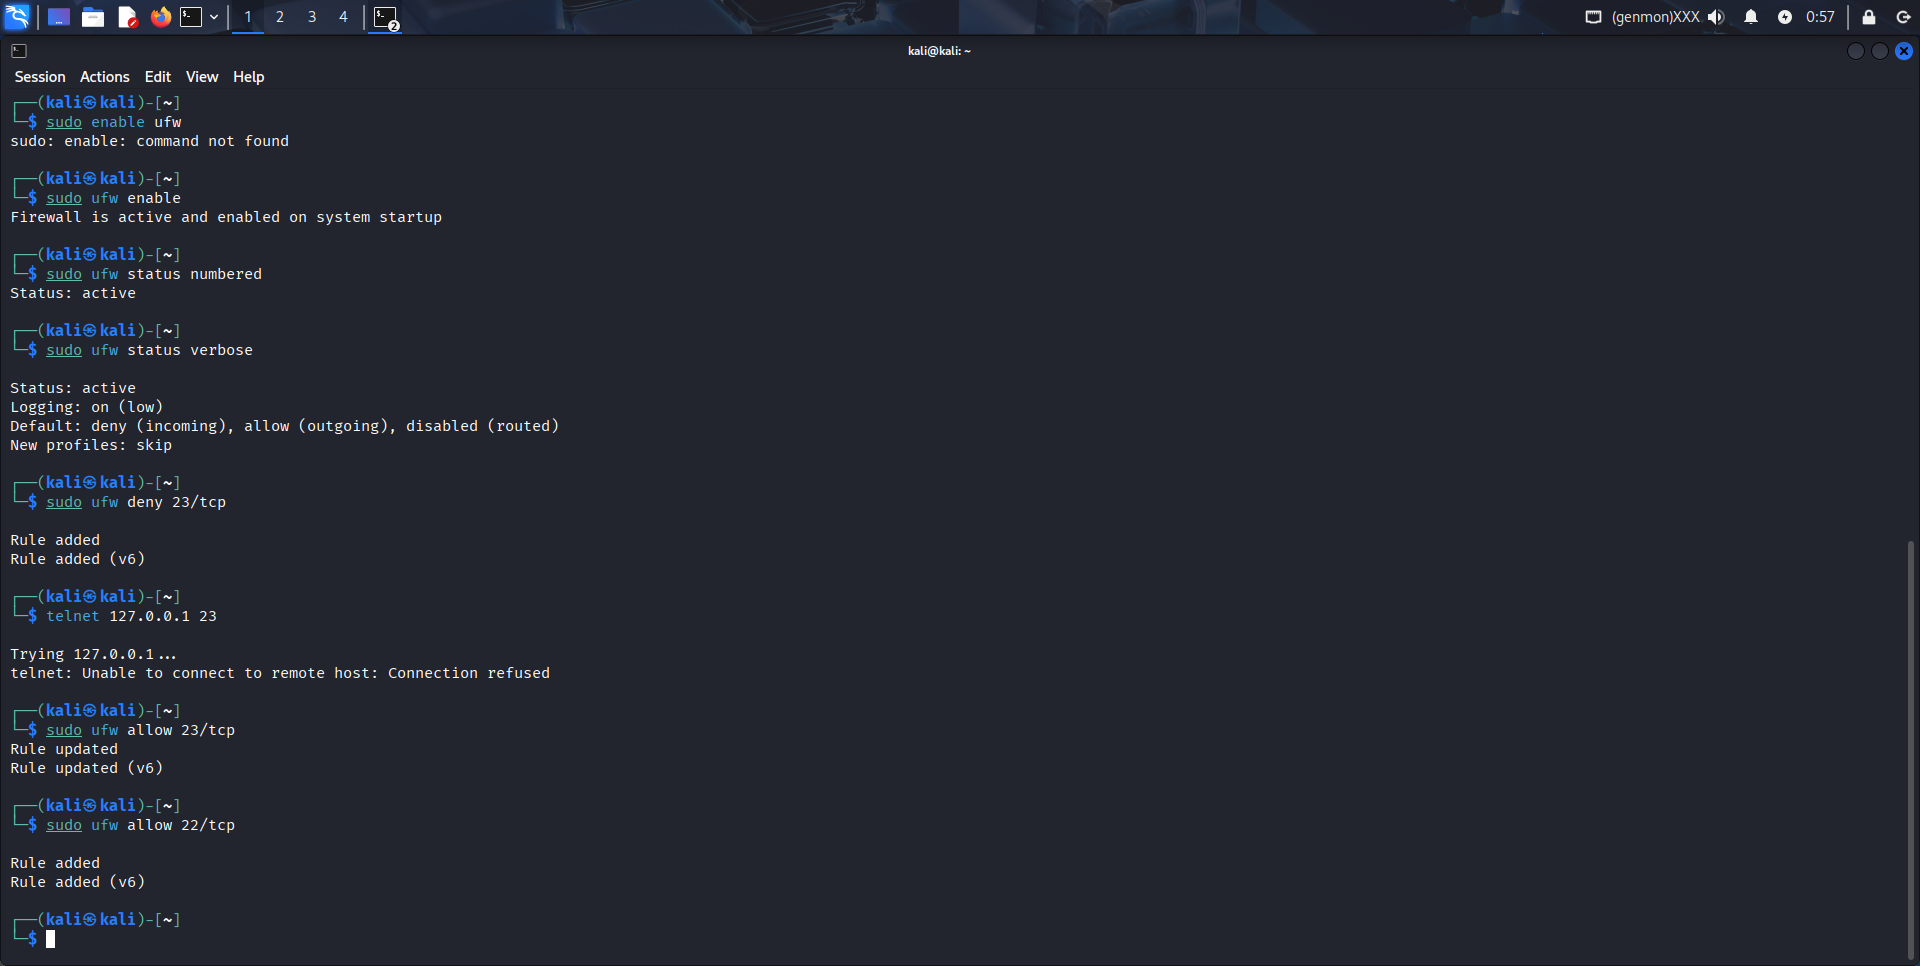 1 2 3 4 2 (genmon)XXX 0:57
kali@kali: ~
Session Actions Edit View Help
┌──(kali㉿kali)-[~]
└─$ sudo enable ufw
sudo: enable: command not found
┌──(kali㉿kali)-[~]
└─$ sudo ufw enable
Firewall is active and enabled on system startup
┌──(kali㉿kali)-[~]
└─$ sudo ufw status numbered
Status: active
┌──(kali㉿kali)-[~]
└─$ sudo ufw status verbose
Status: active
Logging: on (low)
Default: deny (incoming), allow (outgoing), disabled (routed)
New profiles: skip
┌──(kali㉿kali)-[~]
└─$ sudo ufw deny 23/tcp
Rule added
Rule added (v6)
┌──(kali㉿kali)-[~]
└─$ telnet 127.0.0.1 23
Trying 127.0.0.1...
telnet: Unable to connect to remote host: Connection refused
┌──(kali㉿kali)-[~]
└─$ sudo ufw allow 23/tcp
Rule updated
Rule updated (v6)
┌──(kali㉿kali)-[~]
└─$ sudo ufw allow 22/tcp
Rule added
Rule added (v6)
┌──(kali㉿kali)-[~]
└─$